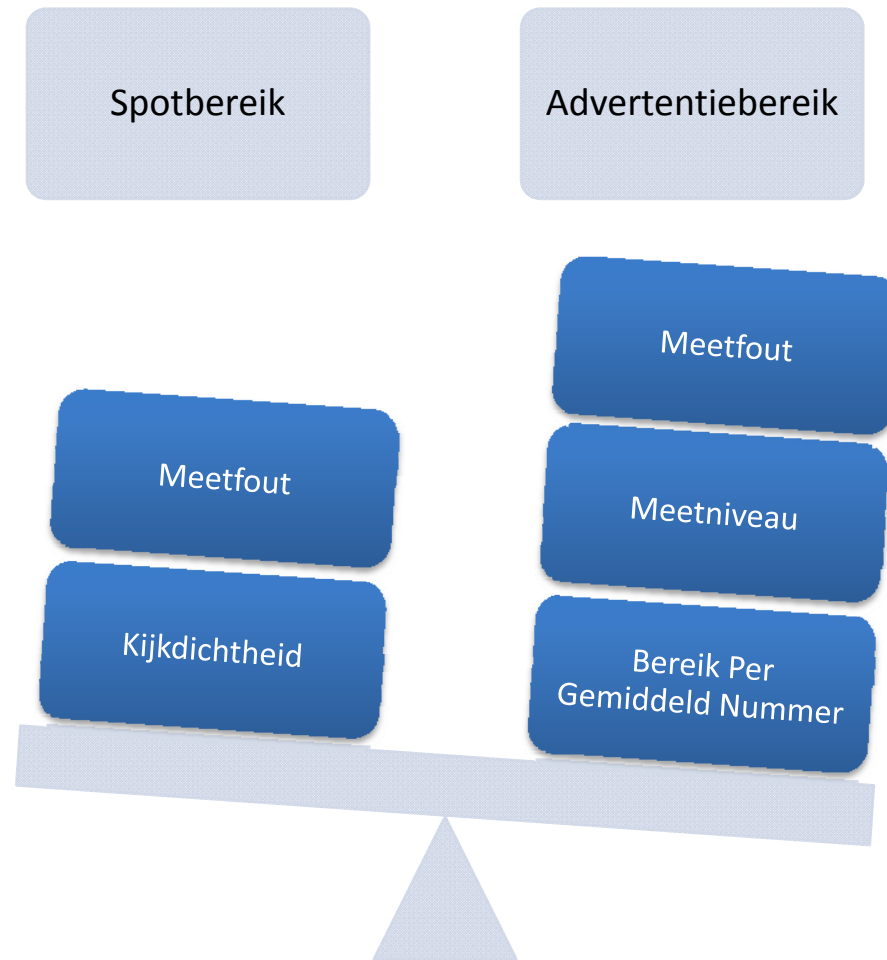 Spotbereik
Advertentiebereik
Meetfout
Kijkdichtheid
Meetfout
Meetniveau
Bereik Per
Gemiddeld Nummer